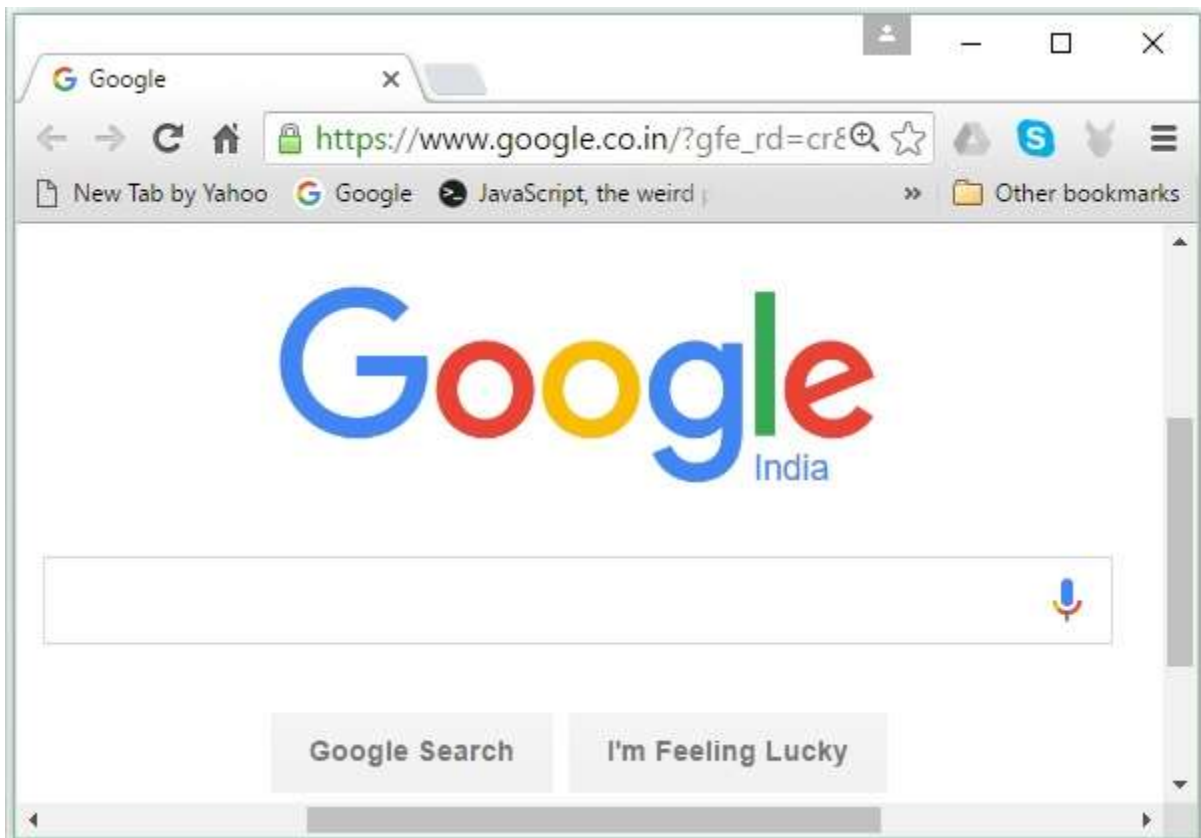 Google
https://www.google.co.in/?gfe_rd=cr&
New Tab by Yahoo Google JavaScript, the weird Other bookmarks
Google
India
Google Search I'm Feeling Lucky